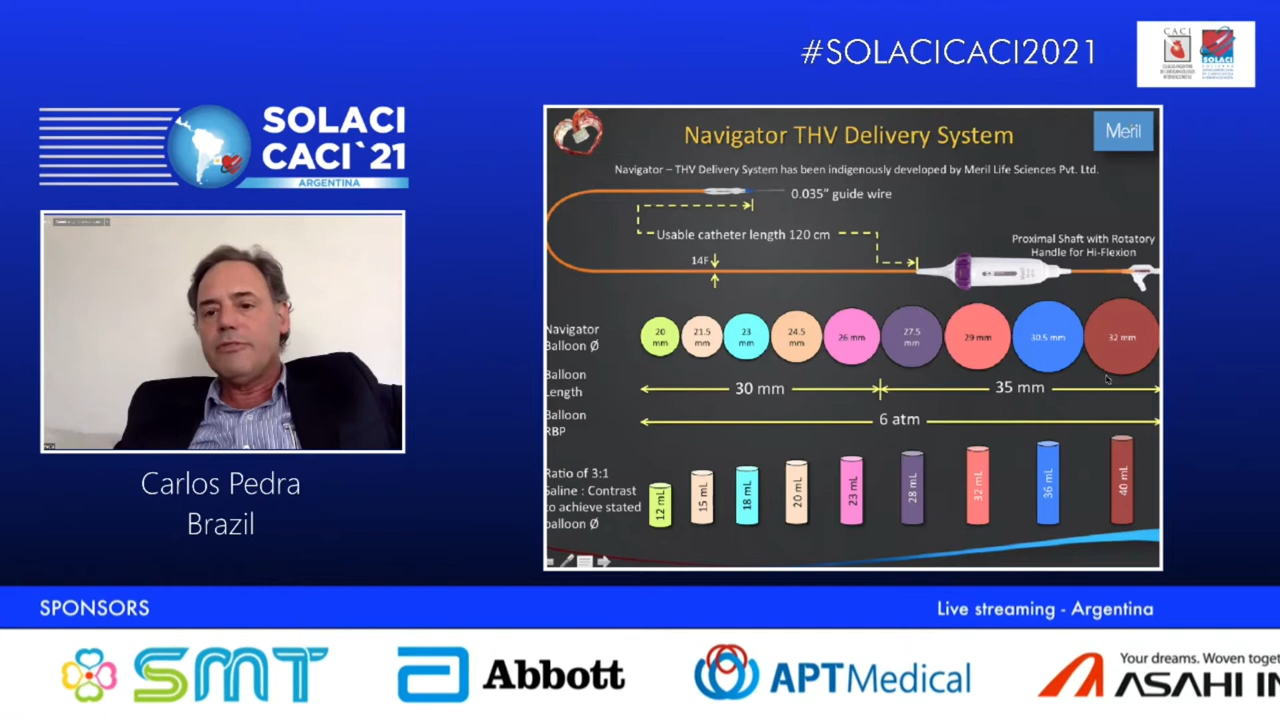 #SOLACICACI2021
CACI
SOLACI
SOLACI
CACI`21
ARGENTINA
Navigator THV Delivery System
Meril
Navigator – THV Delivery System has been indigenously developed by Meril Life Sciences Pvt. Ltd.
0.035” guide wire
Usable catheter length 120 cm
Proximal Shaft with Rotatory
Handle for Hi-Flexion
14F
Navigator
Balloon Ø
20 mm
21.5 mm
23 mm
24.5 mm
26 mm
27.5 mm
29 mm
30.5 mm
32 mm
Balloon
Length
30 mm
35 mm
Balloon
RBP
6 atm
Ratio of 3:1
Saline : Contrast
to achieve stated
balloon Ø
12 mL
15 mL
18 mL
20 mL
23 mL
28 mL
32 mL
36 mL
40 mL
Carlos Pedra
Brazil
SPONSORS
Live streaming - Argentina
SMT
Abbott
APT Medical
Your dreams. Woven toget
ASAHI IN